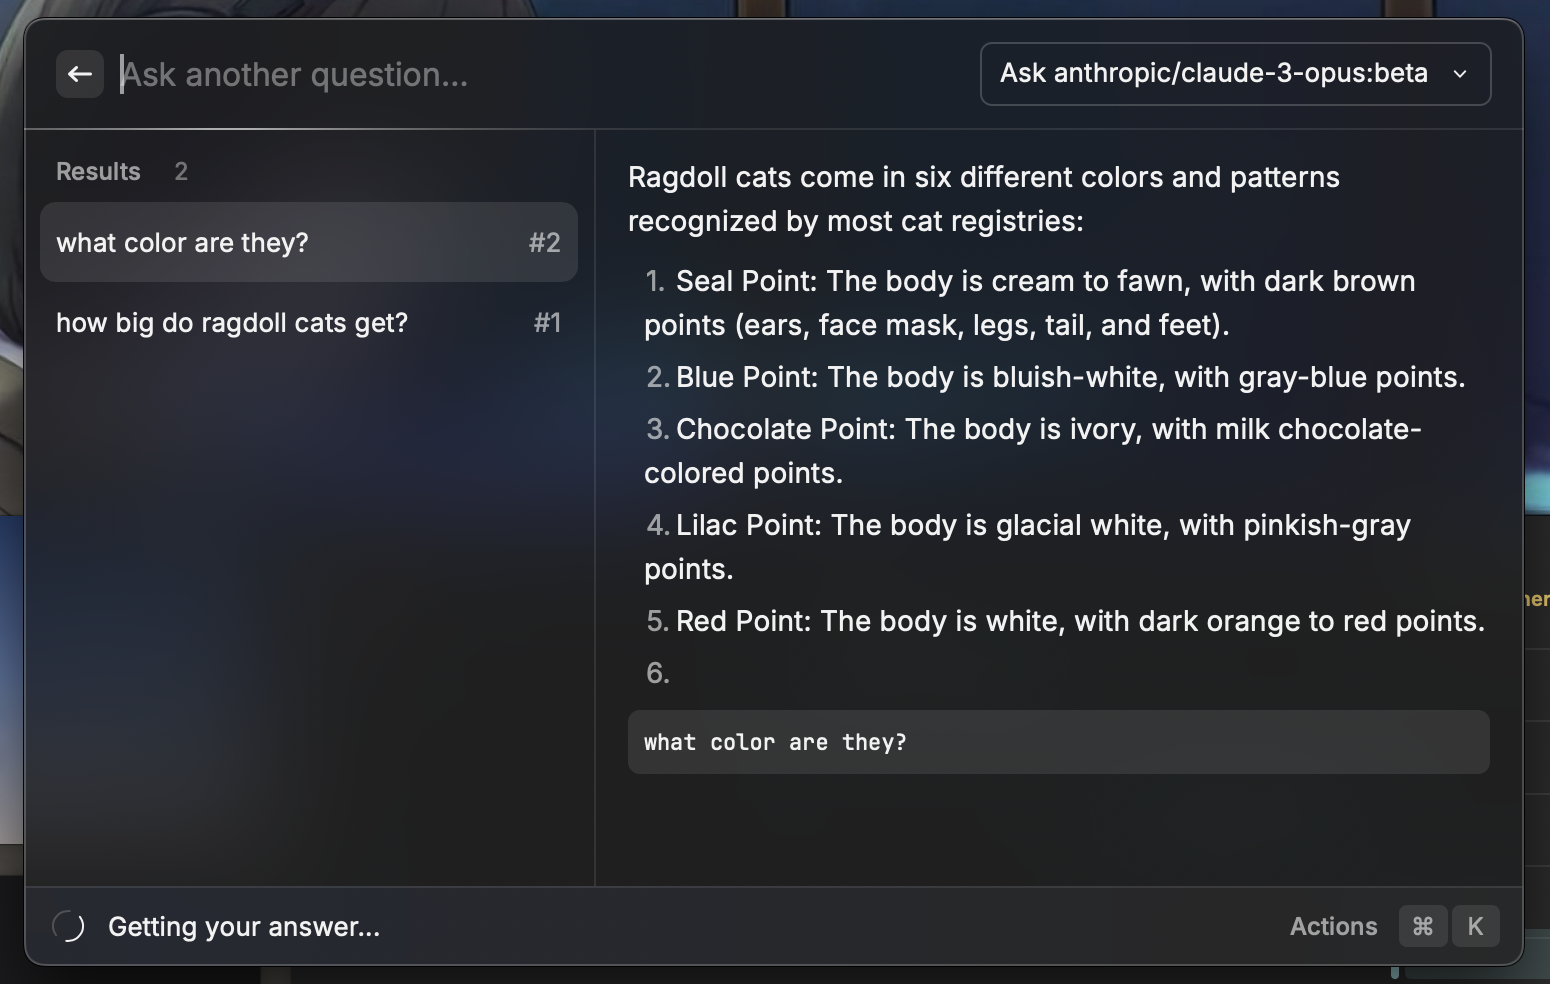 Ask another question...
Ask anthropic/claude-3-opus:beta
Results 2
what color are they? #2
how big do ragdoll cats get? #1
Ragdoll cats come in six different colors and patterns
recognized by most cat registries:
1. Seal Point: The body is cream to fawn, with dark brown
points (ears, face mask, legs, tail, and feet).
2. Blue Point: The body is bluish-white, with gray-blue points.
3. Chocolate Point: The body is ivory, with milk chocolate-
colored points.
4. Lilac Point: The body is glacial white, with pinkish-gray
points.
5. Red Point: The body is white, with dark orange to red points.
6.
what color are they?
Getting your answer...
Actions ⌘ K